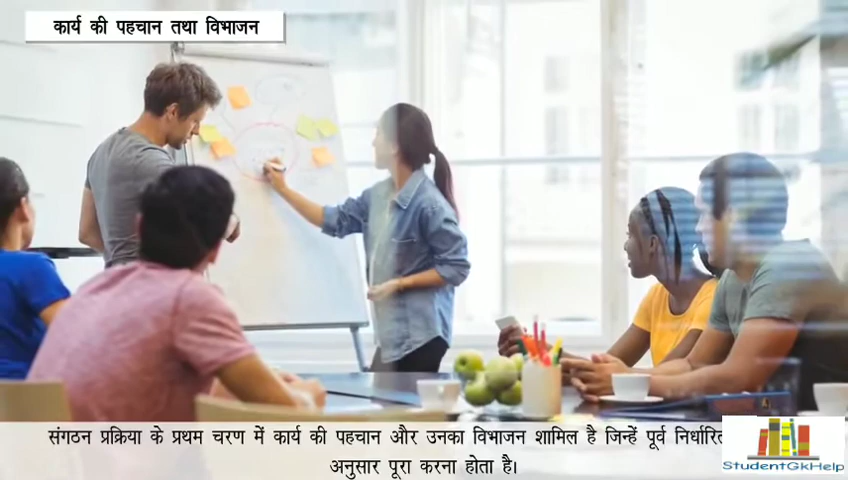 कार्य की पहचान तथा विभाजन
संगठन प्रक्रिया के प्रथम चरण में कार्य की पहचान और उनका विभाजन शामिल है जिन्हें पूर्व निर्धारित
अनुसार पूरा करना होता है।
StudentGkHelp